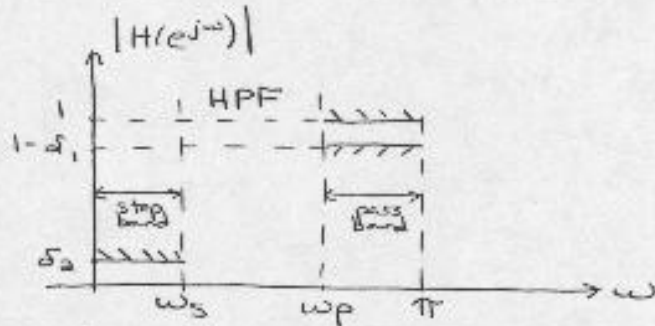 |H(e^jω)|
1
HPF
1-δ₁
stop band
pass band
δ₂
ωs
ωp
π
ω